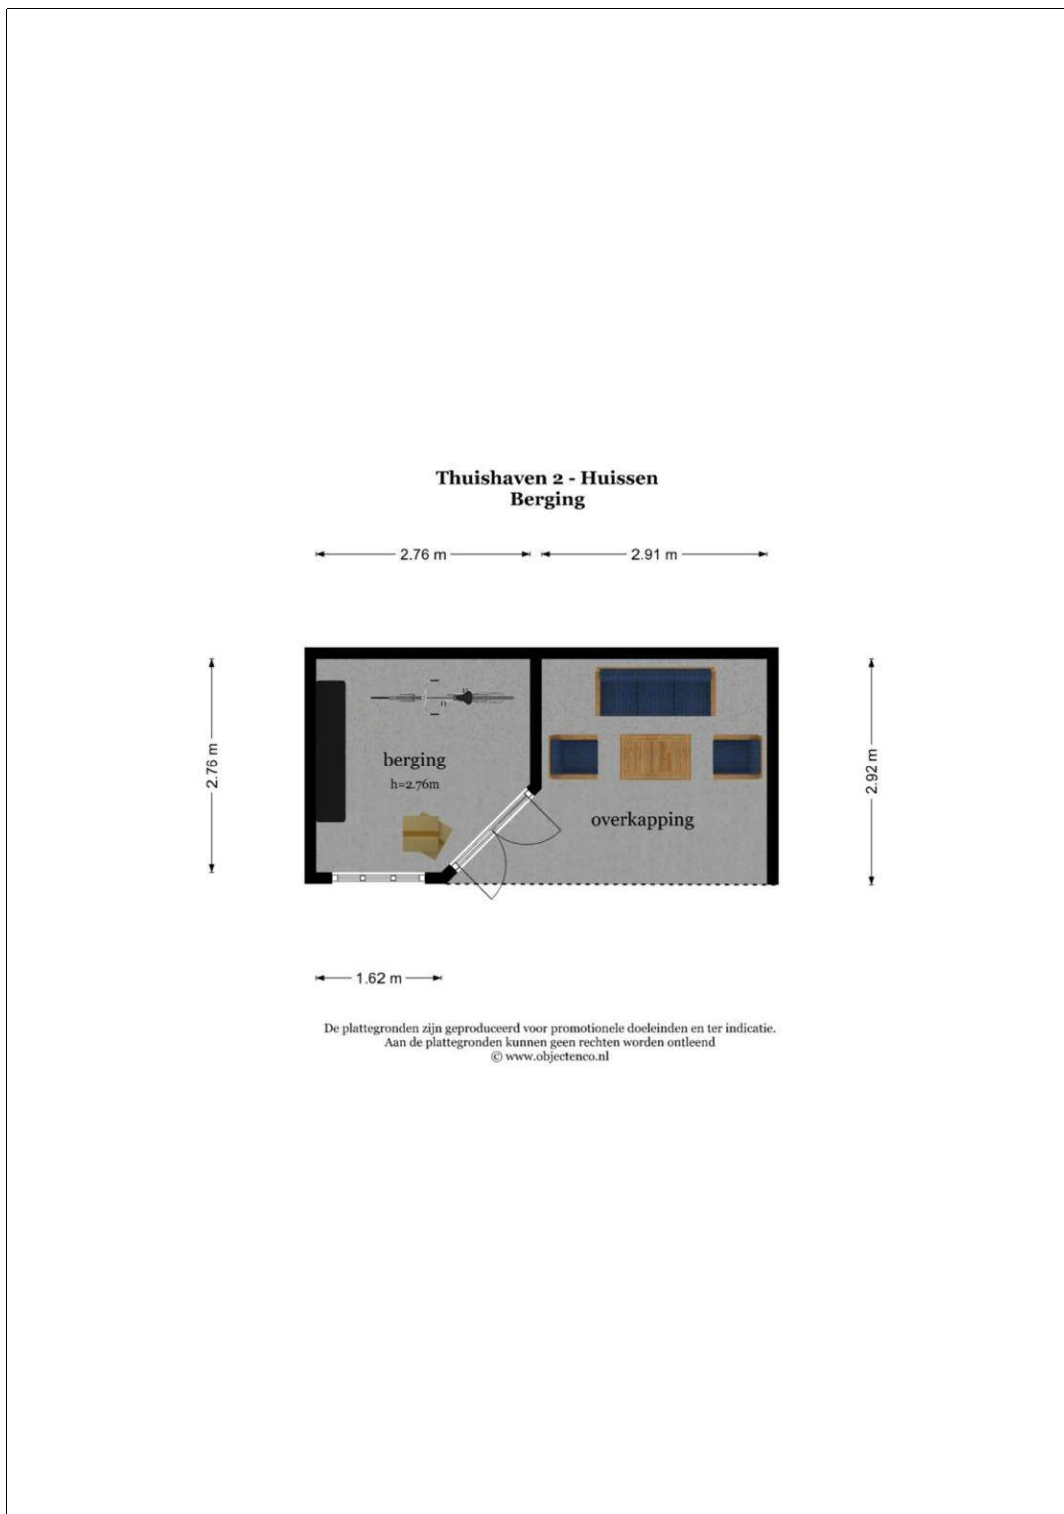 Thuishaven 2 - Huissen
Berging
2.76 m
2.91 m
2.76 m
berging
h=2.76m
overkapping
2.92 m
1.62 m
De plattegronden zijn geproduceerd voor promotionele doeleinden en ter indicatie.
Aan de plattegronden kunnen geen rechten worden ontleend
© www.objectenco.nl